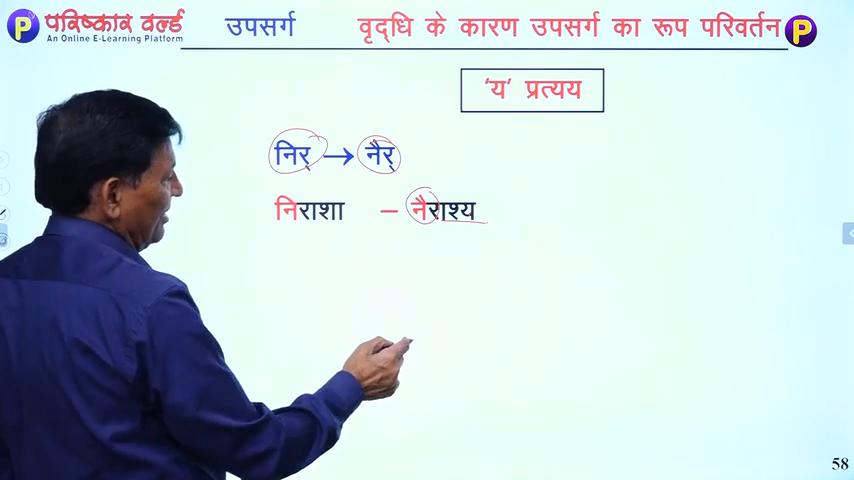 P परिष्कार वर्ल्ड
An Online E-Learning Platform
उपसर्ग वृद्धि के कारण उपसर्ग का रूप परिवर्तन P
‘य’ प्रत्यय
निर् → नैर्
निराशा – नैराश्य
58